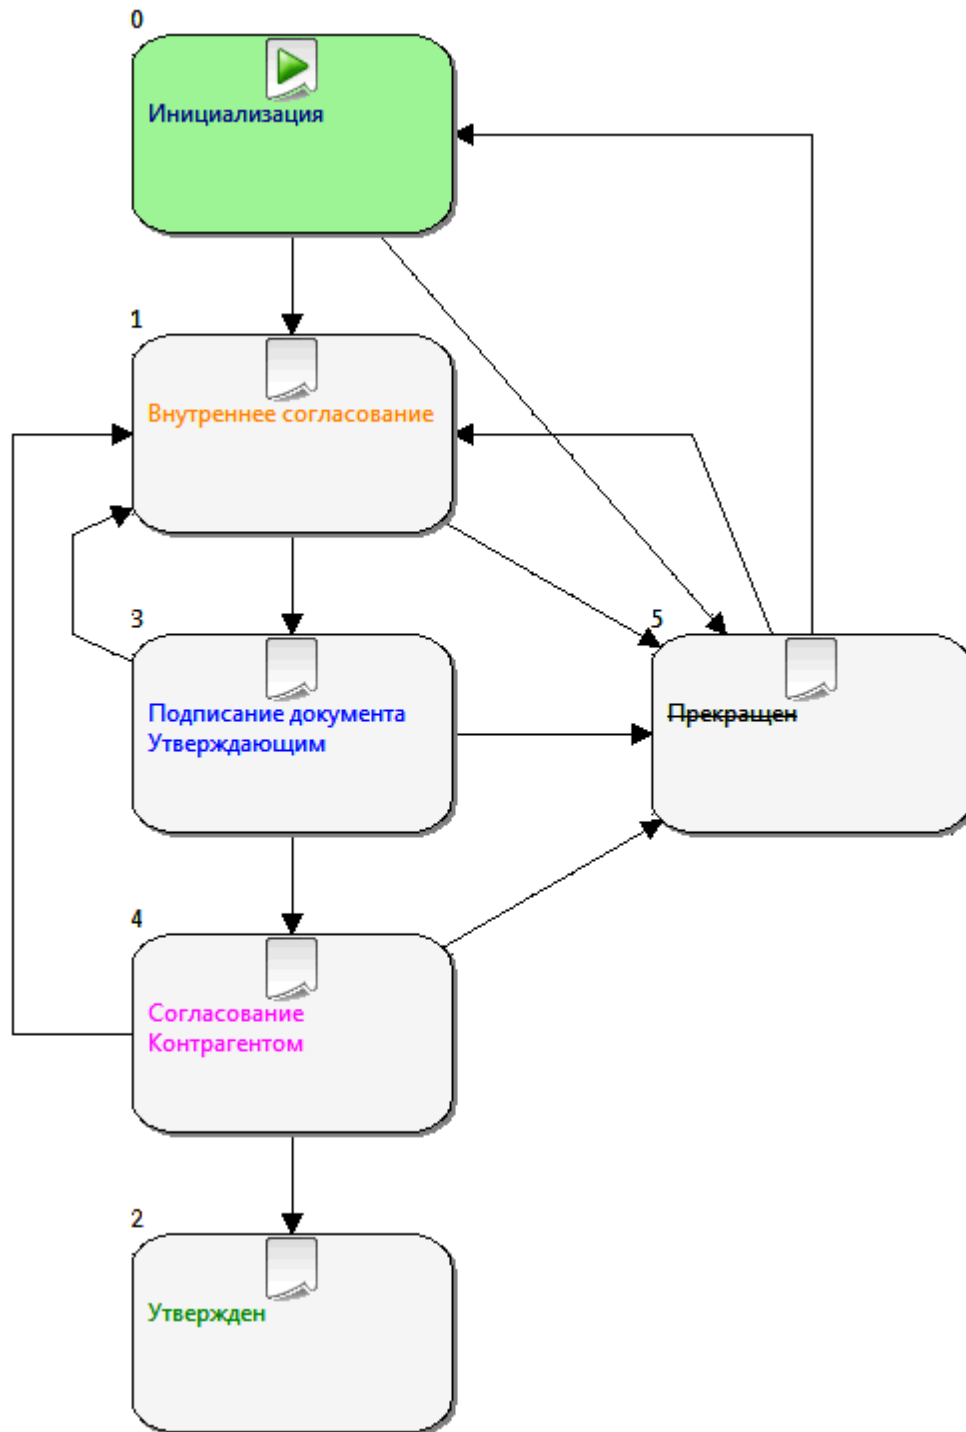 0
Инициализация
1
Внутреннее согласование
3
Подписание документа
Утверждающим
5
Прекращен
4
Согласование
Контрагентом
2
Утвержден